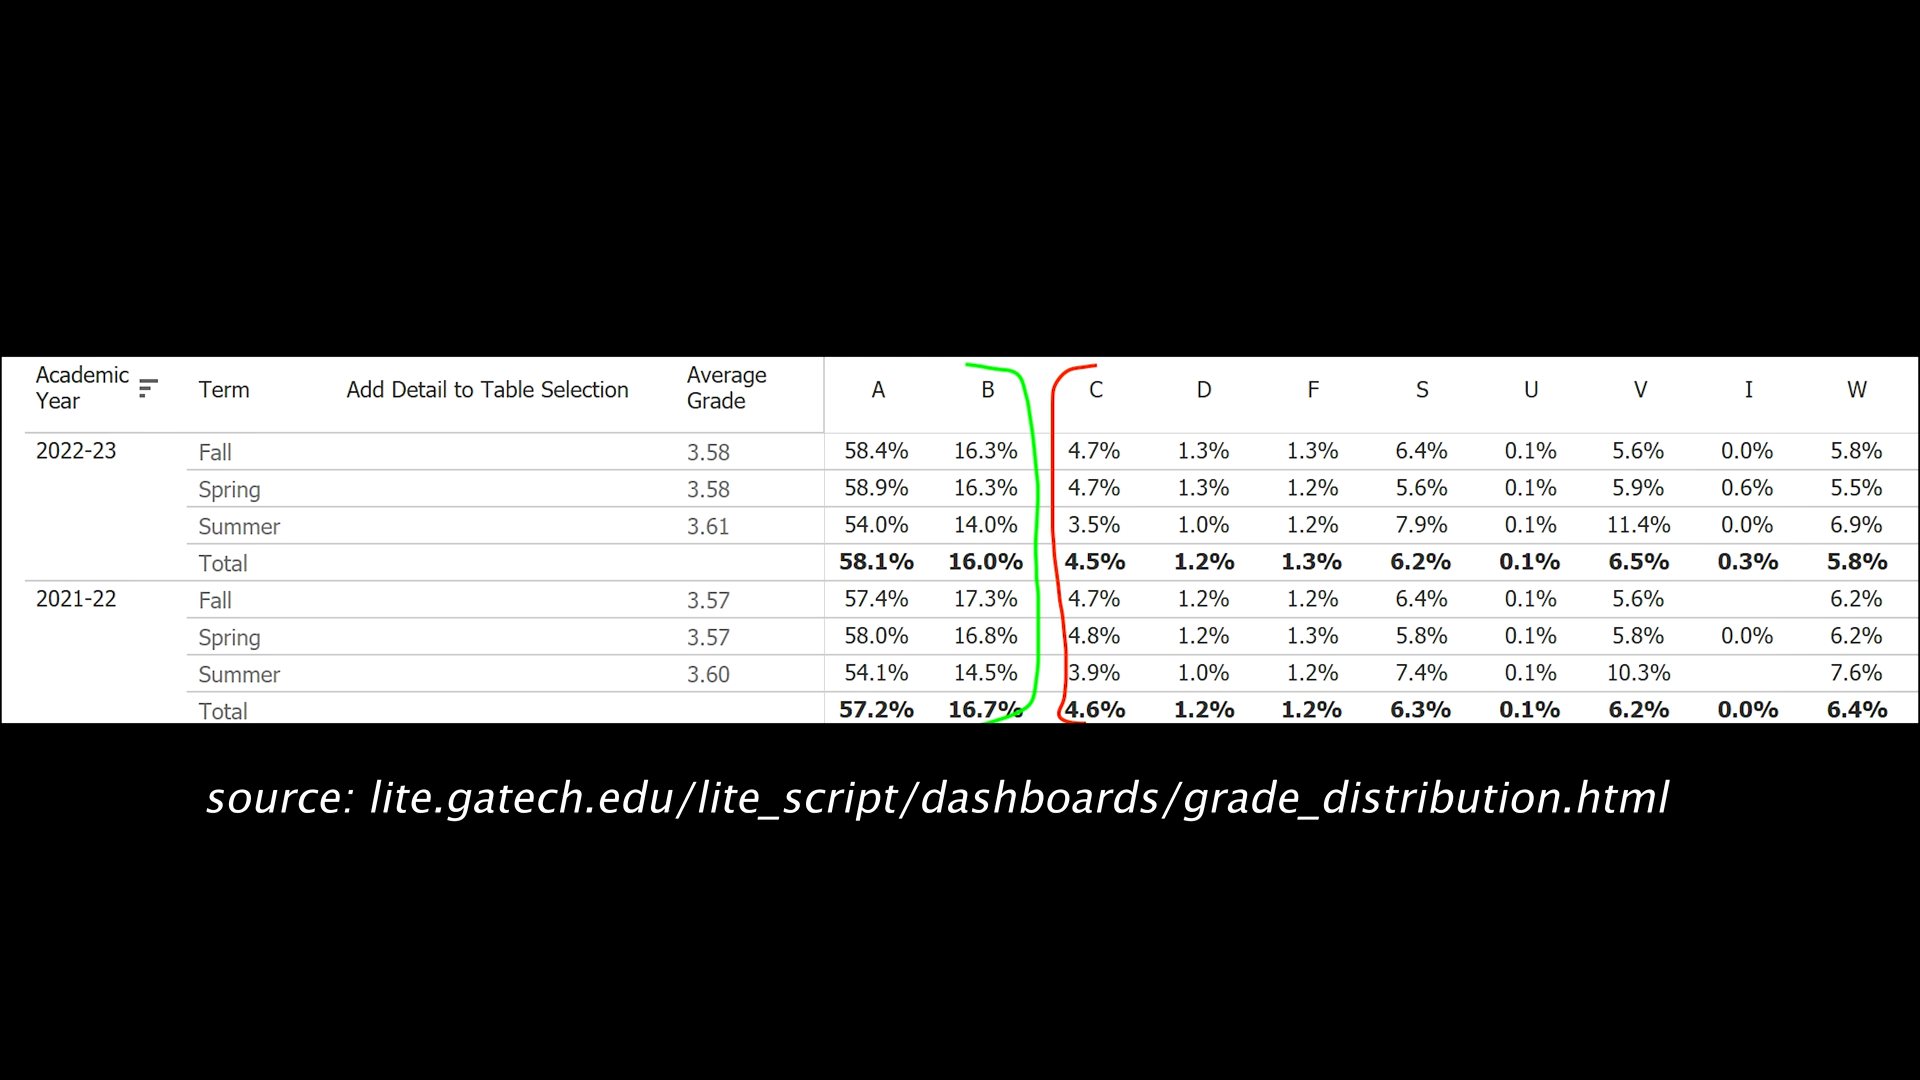 Academic Year Term Add Detail to Table Selection Average Grade A B C D F S U V I W
2022-23 Fall 3.58 58.4% 16.3% 4.7% 1.3% 1.3% 6.4% 0.1% 5.6% 0.0% 5.8%
Spring 3.58 58.9% 16.3% 4.7% 1.3% 1.2% 5.6% 0.1% 5.9% 0.6% 5.5%
Summer 3.61 54.0% 14.0% 3.5% 1.0% 1.2% 7.9% 0.1% 11.4% 0.0% 6.9%
Total 58.1% 16.0% 4.5% 1.2% 1.3% 6.2% 0.1% 6.5% 0.3% 5.8%
2021-22 Fall 3.57 57.4% 17.3% 4.7% 1.2% 1.2% 6.4% 0.1% 5.6% 6.2%
Spring 3.57 58.0% 16.8% 4.8% 1.2% 1.3% 5.8% 0.1% 5.8% 0.0% 6.2%
Summer 3.60 54.1% 14.5% 3.9% 1.0% 1.2% 7.4% 0.1% 10.3% 7.6%
Total 57.2% 16.7% 4.6% 1.2% 1.2% 6.3% 0.1% 6.2% 0.0% 6.4%
source: lite.gatech.edu/lite_script/dashboards/grade_distribution.html